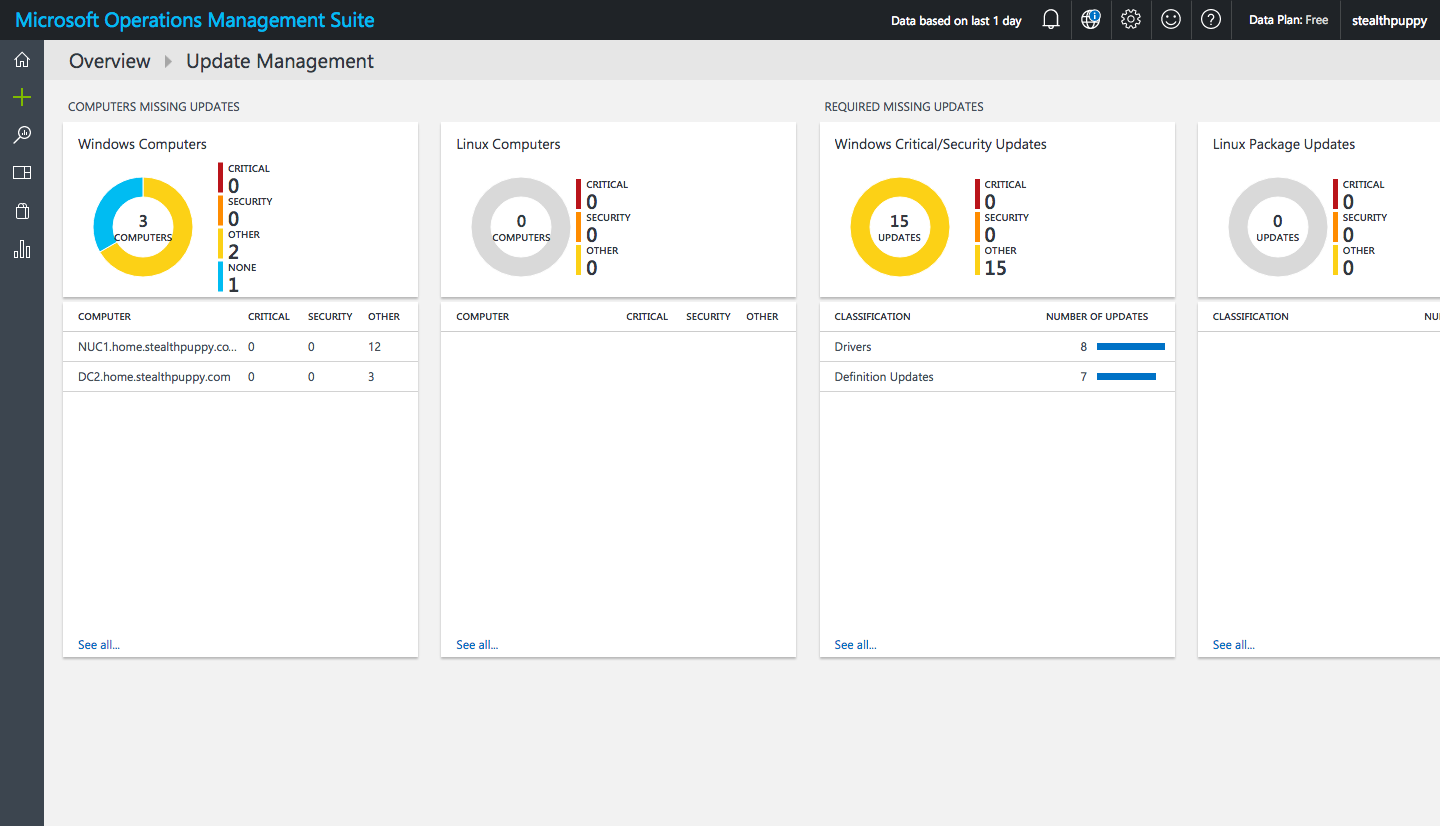 Microsoft Operations Management Suite
Data based on last 1 day
Data Plan: Free
stealthpuppy
Overview
Update Management
COMPUTERS MISSING UPDATES
REQUIRED MISSING UPDATES
Windows Computers
3
COMPUTERS
CRITICAL
0
SECURITY
0
OTHER
2
NONE
1
COMPUTER CRITICAL SECURITY OTHER
NUC1.home.stealthpuppy.co... 0 0 12
DC2.home.stealthpuppy.com 0 0 3
See all...
Linux Computers
0
COMPUTERS
CRITICAL
0
SECURITY
0
OTHER
0
COMPUTER CRITICAL SECURITY OTHER
See all...
Windows Critical/Security Updates
15
UPDATES
CRITICAL
0
SECURITY
0
OTHER
15
CLASSIFICATION NUMBER OF UPDATES
Drivers 8
Definition Updates 7
See all...
Linux Package Updates
0
UPDATES
CRITICAL
0
SECURITY
0
OTHER
0
CLASSIFICATION
See all...